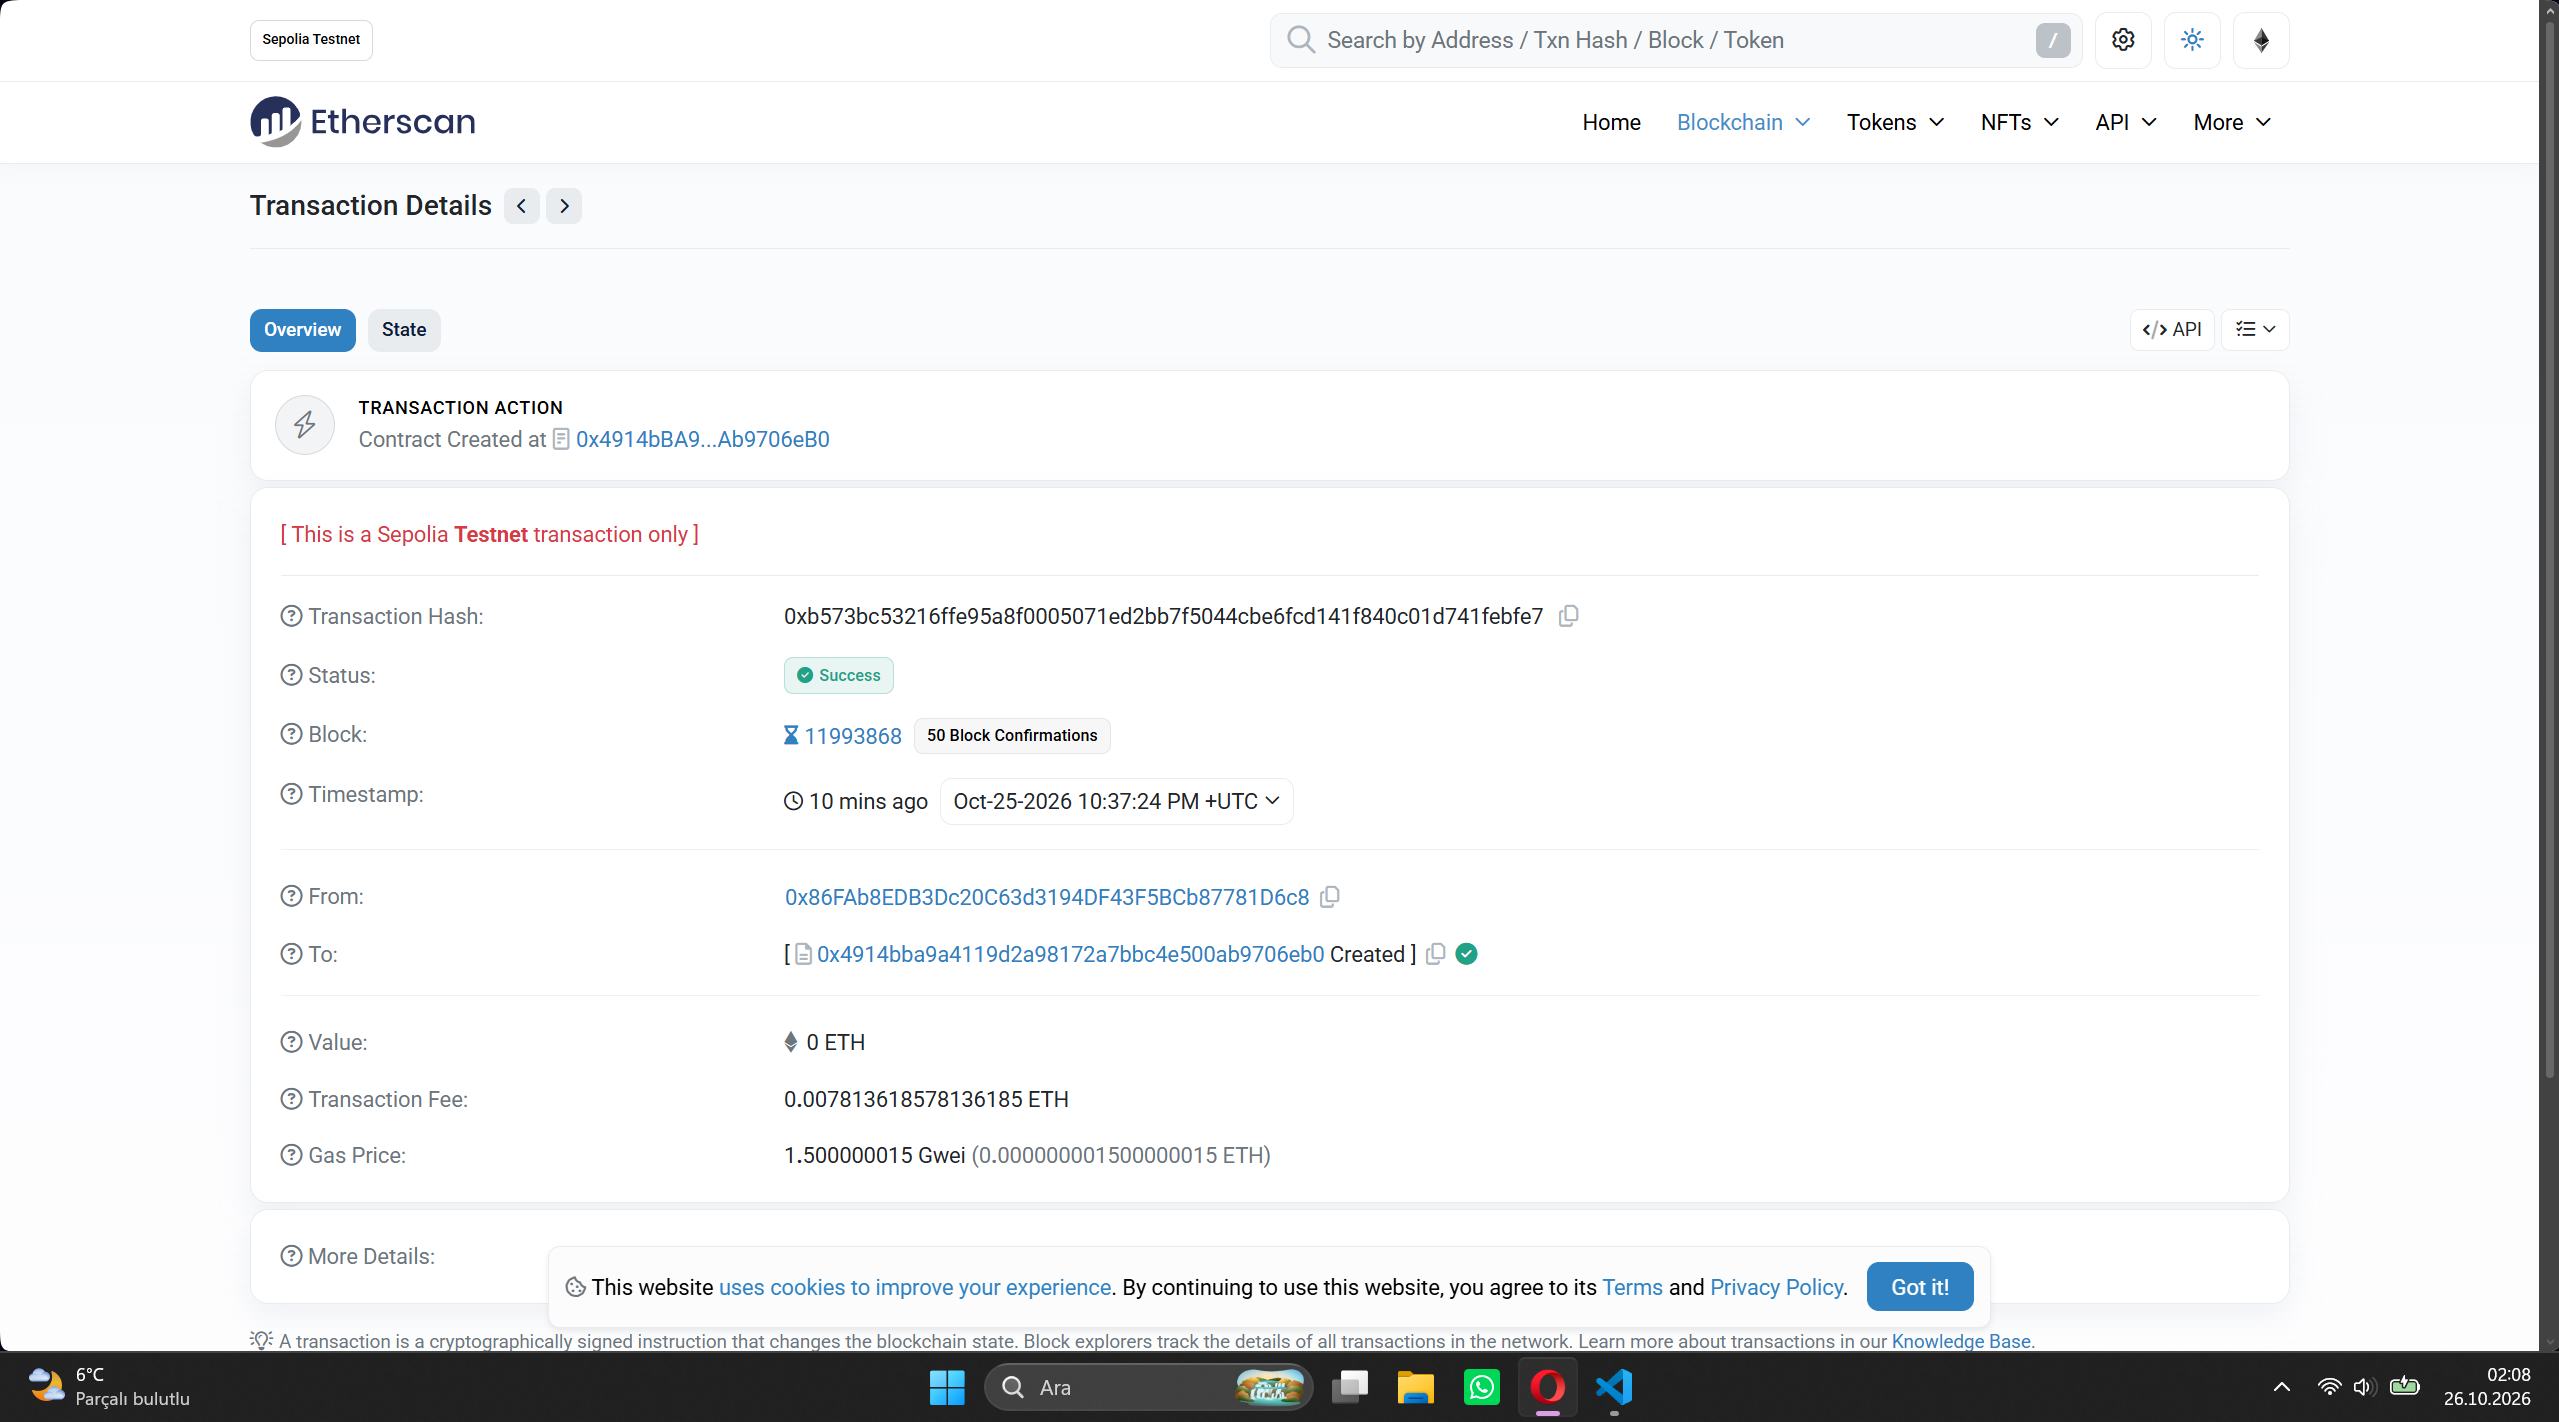 Sepolia Testnet
Search by Address / Txn Hash / Block / Token
/
Etherscan
Home
Blockchain
Tokens
NFTs
API
More
Transaction Details
Overview
State
</> API
TRANSACTION ACTION
Contract Created at 0x4914bBA9...Ab9706eB0
[ This is a Sepolia Testnet transaction only ]
Transaction Hash:
0xb573bc53216ffe95a8f0005071ed2bb7f5044cbe6fcd141f840c01d741febfe7
Status:
Success
Block:
11993868
50 Block Confirmations
Timestamp:
10 mins ago
Oct-25-2026 10:37:24 PM +UTC
From:
0x86FAb8EDB3Dc20C63d3194DF43F5BCb87781D6c8
To:
[ 0x4914bba9a4119d2a98172a7bbc4e500ab9706eb0 Created ]
Value:
0 ETH
Transaction Fee:
0.007813618578136185 ETH
Gas Price:
1.500000015 Gwei (0.000000001500000015 ETH)
More Details:
This website uses cookies to improve your experience. By continuing to use this website, you agree to its Terms and Privacy Policy.
Got it!
A transaction is a cryptographically signed instruction that changes the blockchain state. Block explorers track the details of all transactions in the network. Learn more about transactions in our Knowledge Base.
6°C
Parçalı bulutlu
Ara
02:08
26.10.2026